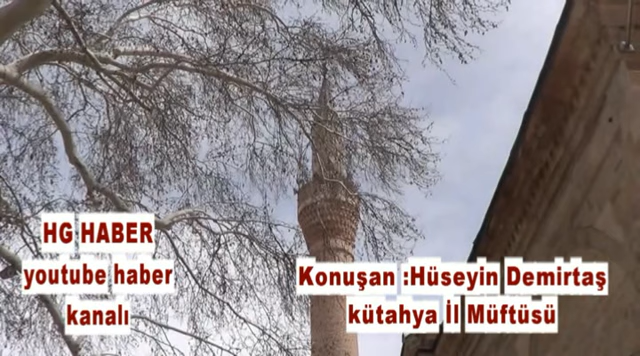 HG HABER
youtube haber
kanalı
Konuşan :Hüseyin Demirtaş
kütahya İl Müftüsü